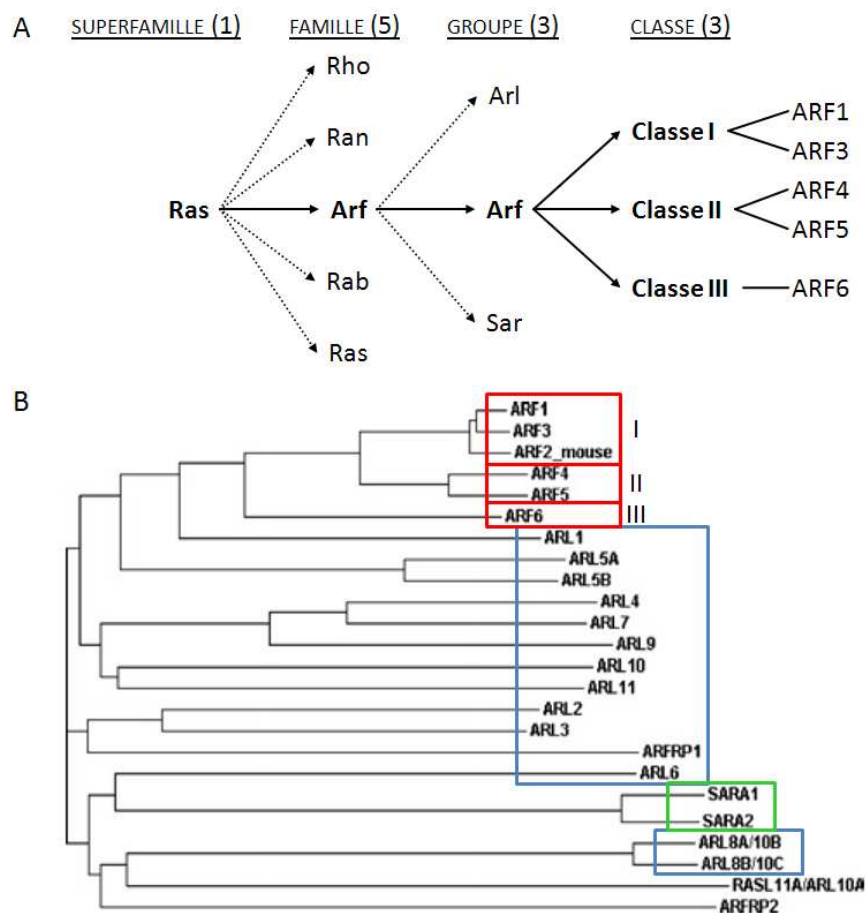 A SUPERFAMILLE (1) FAMILLE (5) GROUPE (3) CLASSE (3)
Rho
Arl
ARF1
Ran
Classe I
ARF3
ARF4
Ras Arf Arf Classe II
ARF5
Rab
Classe III ARF6
Sar
Ras
B
ARF1
ARF3 I
ARF2_mouse
ARF4
II
ARF5
ARF6 III
ARL1
ARL5A
ARL5B
ARL4
ARL7
ARL9
ARL10
ARL11
ARL2
ARL3
ARFRP1
ARL6
SARA1
SARA2
ARL8A/10B
ARL8B/10C
RASL11A/ARL10A
ARFRP2